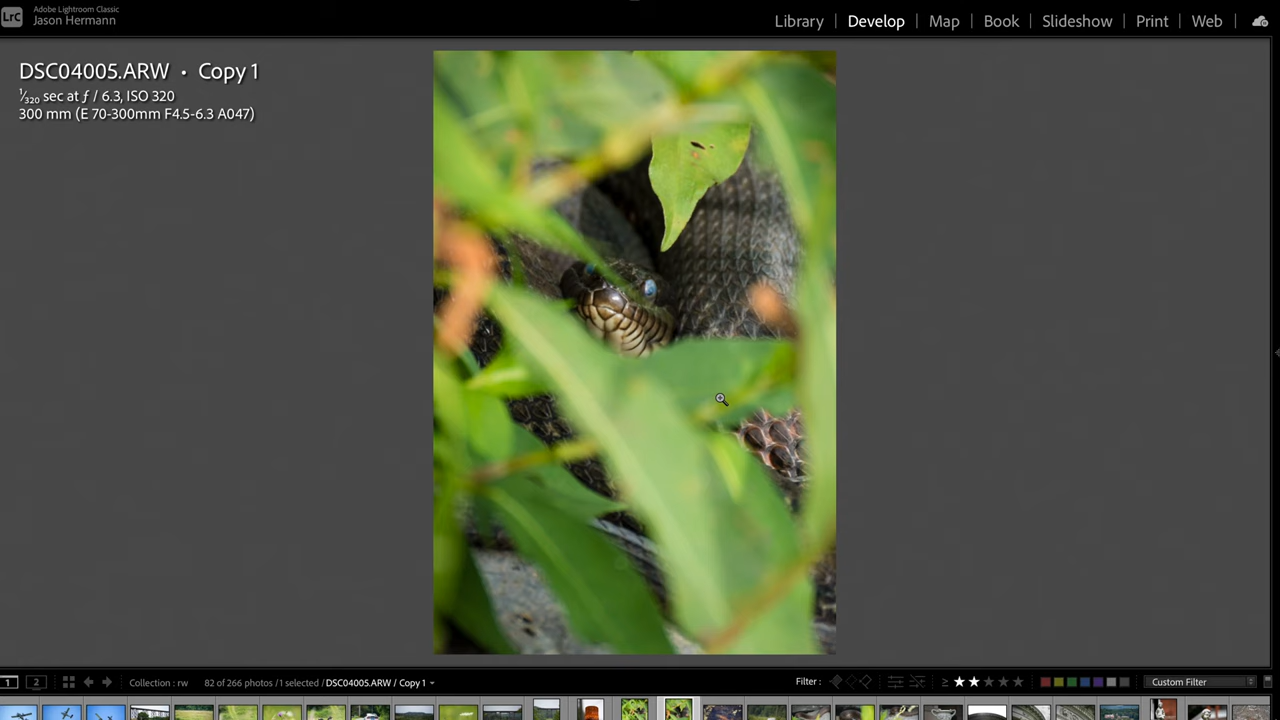 LrC
Adobe Lightroom Classic
Jason Hermann
Library | Develop | Map | Book | Slideshow | Print | Web
DSC04005.ARW • Copy 1
1/320 sec at ƒ / 6.3, ISO 320
300 mm (E 70-300mm F4.5-6.3 A047)
1 2 Collection : rw 82 of 266 photos / 1 selected / DSC04005.ARW / Copy 1 Filter : ≥ Custom Filter